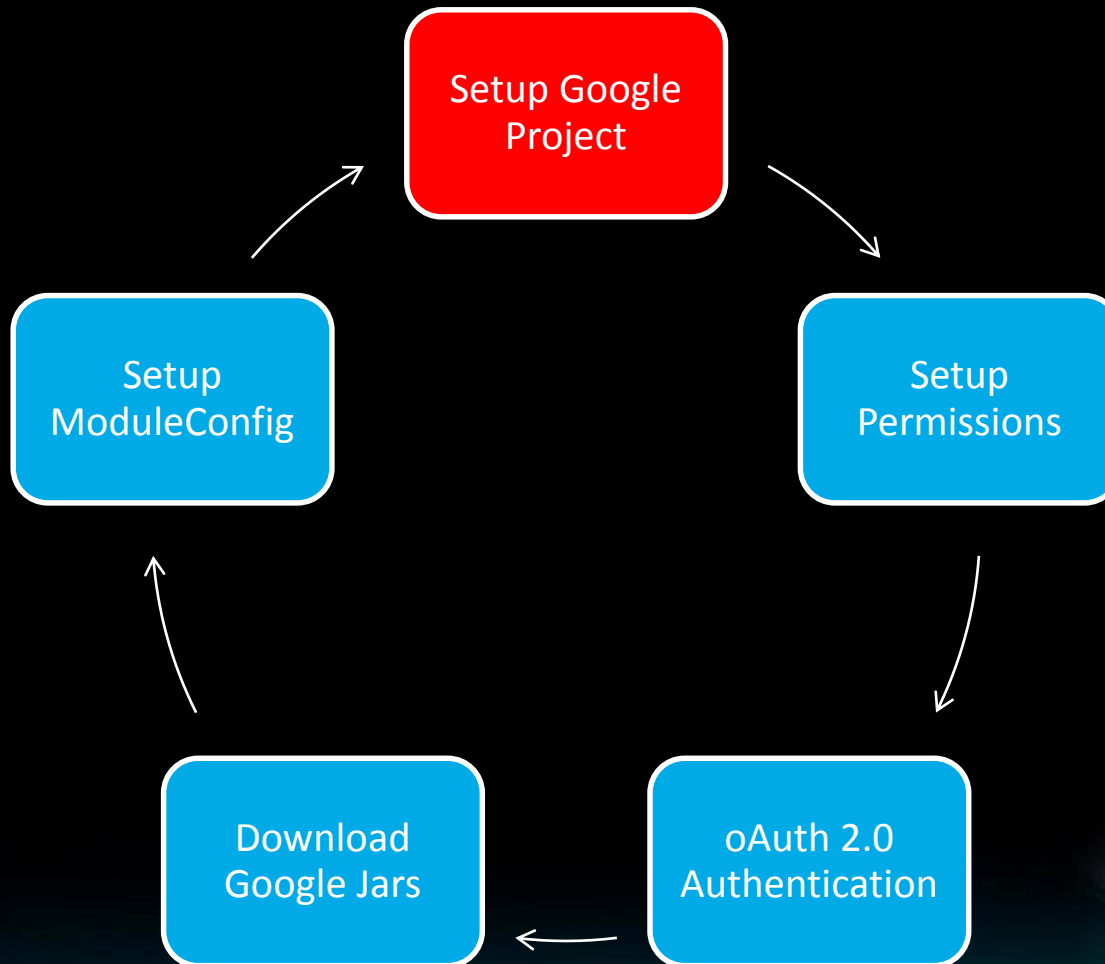 Setup Google
Project
Setup
Permissions
oAuth 2.0
Authentication
Download
Google Jars
Setup
ModuleConfig